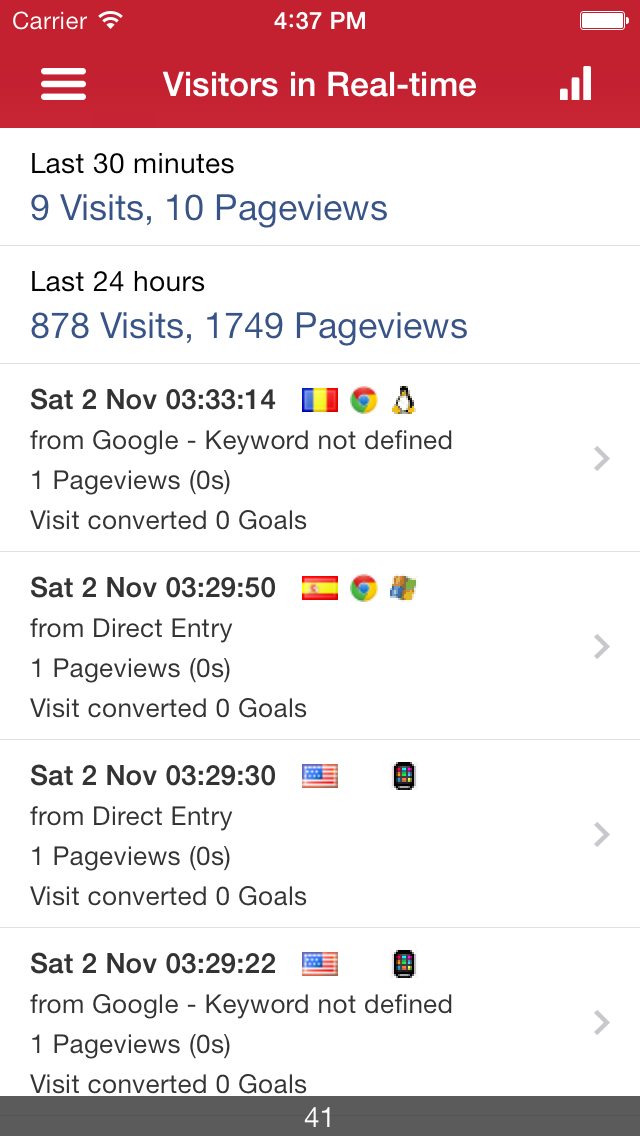 Carrier 4:37 PM
Visitors in Real-time
Last 30 minutes
9 Visits, 10 Pageviews
Last 24 hours
878 Visits, 1749 Pageviews
Sat 2 Nov 03:33:14
from Google - Keyword not defined
1 Pageviews (0s)
Visit converted 0 Goals
Sat 2 Nov 03:29:50
from Direct Entry
1 Pageviews (0s)
Visit converted 0 Goals
Sat 2 Nov 03:29:30
from Direct Entry
1 Pageviews (0s)
Visit converted 0 Goals
Sat 2 Nov 03:29:22
from Google - Keyword not defined
1 Pageviews (0s)
Visit converted 0 Goals
41